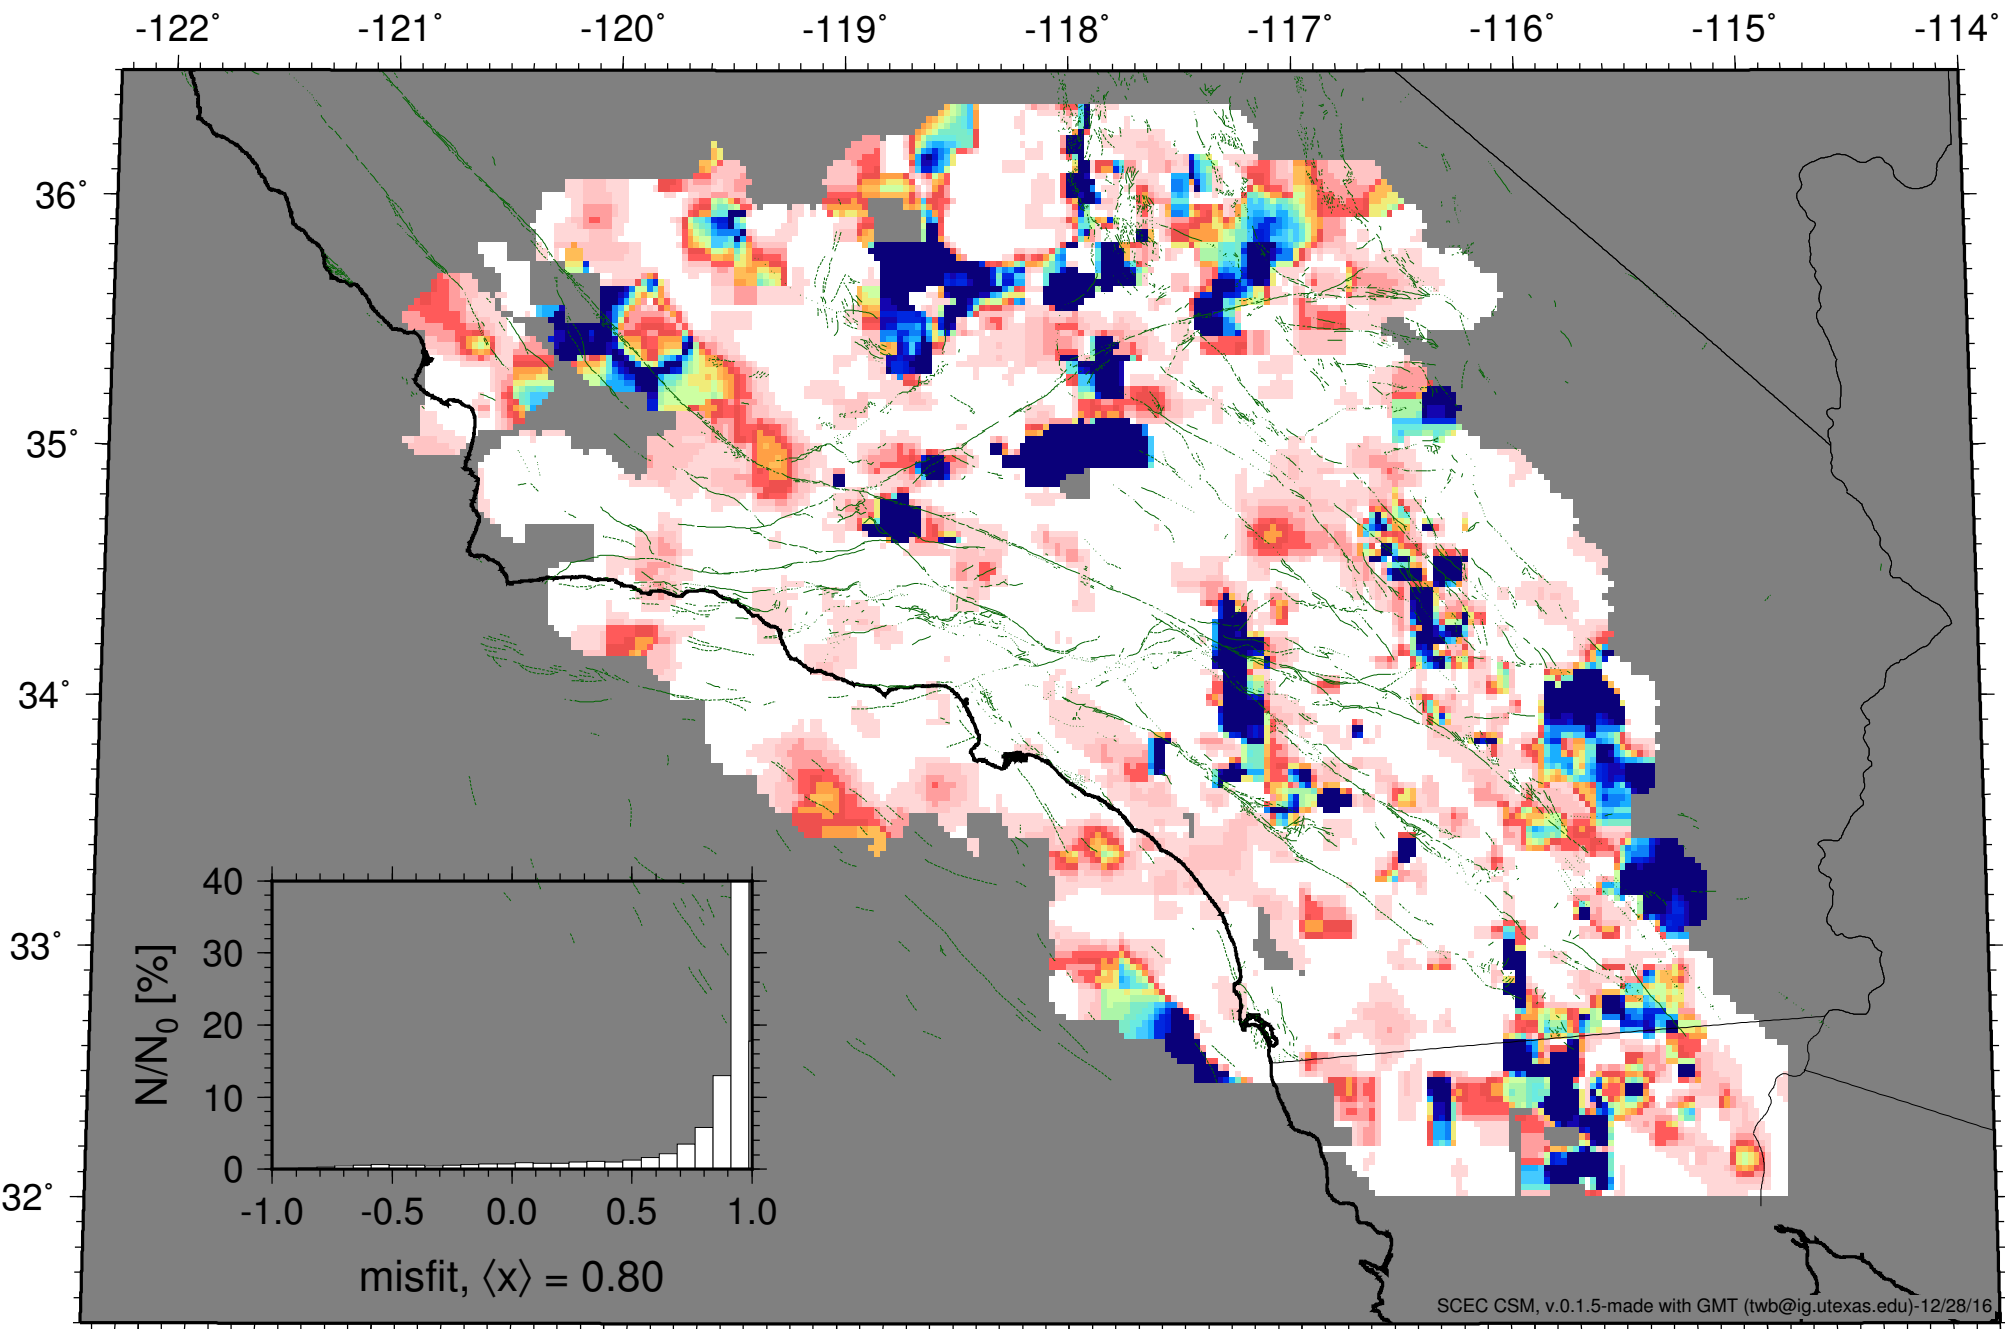 -122° -121° -120° -119° -118° -117° -116° -115° -114°
36°
35°
34°
33°
32°
40
30
20
10
0
N/N0 [%]
-1.0 -0.5 0.0 0.5 1.0
misfit, ⟨x⟩ = 0.80
SCEC CSM, v.0.1.5-made with GMT (twb@ig.utexas.edu)-12/28/16